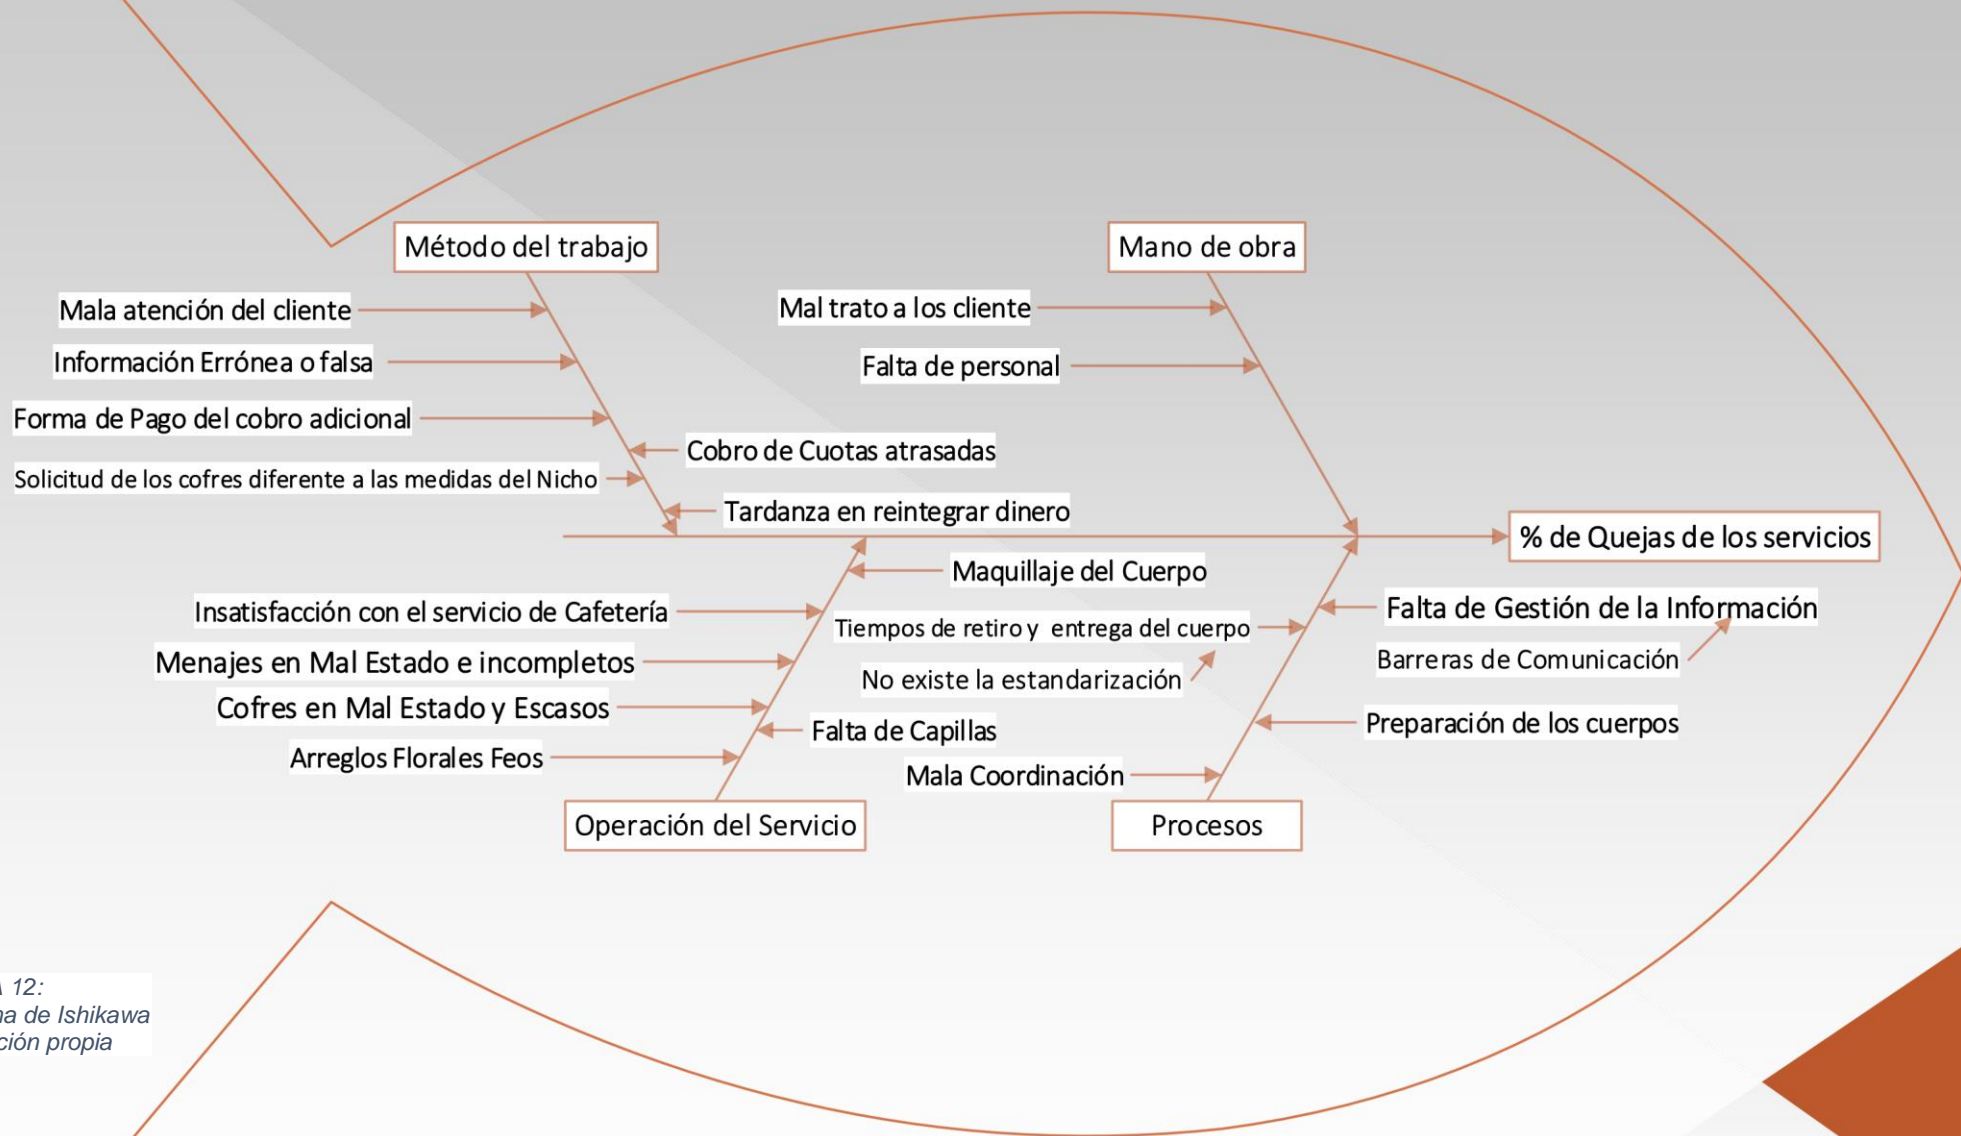 Método del trabajo
Mano de obra
Mala atención del cliente
Mal trato a los cliente
Información Errónea o falsa
Falta de personal
Forma de Pago del cobro adicional
Cobro de Cuotas atrasadas
Solicitud de los cofres diferente a las medidas del Nicho
Tardanza en reintegrar dinero
% de Quejas de los servicios
Maquillaje del Cuerpo
Insatisfacción con el servicio de Cafetería
Falta de Gestión de la Información
Tiempos de retiro y entrega del cuerpo
Menajes en Mal Estado e incompletos
Barreras de Comunicación
No existe la estandarización
Cofres en Mal Estado y Escasos
Falta de Capillas
Preparación de los cuerpos
Arreglos Florales Feos
Mala Coordinación
Operación del Servicio
Procesos
12:
de Ishikawa
propia